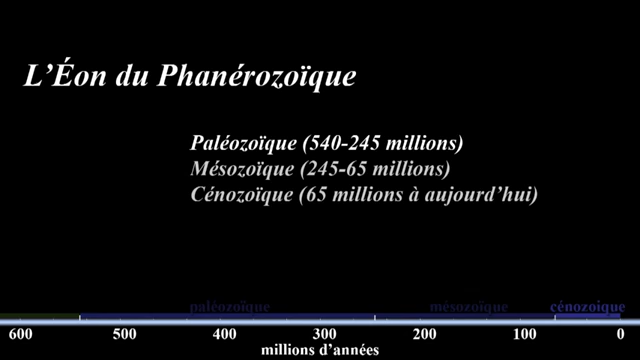 L’Éon du Phanérozoïque
Paléozoïque (540-245 millions)
Mésozoïque (245-65 millions)
Cénozoïque (65 millions à aujourd’hui)
paléozoïque mésozoïque cénozoique
600 500 400 300 200 100 0
millions d’années